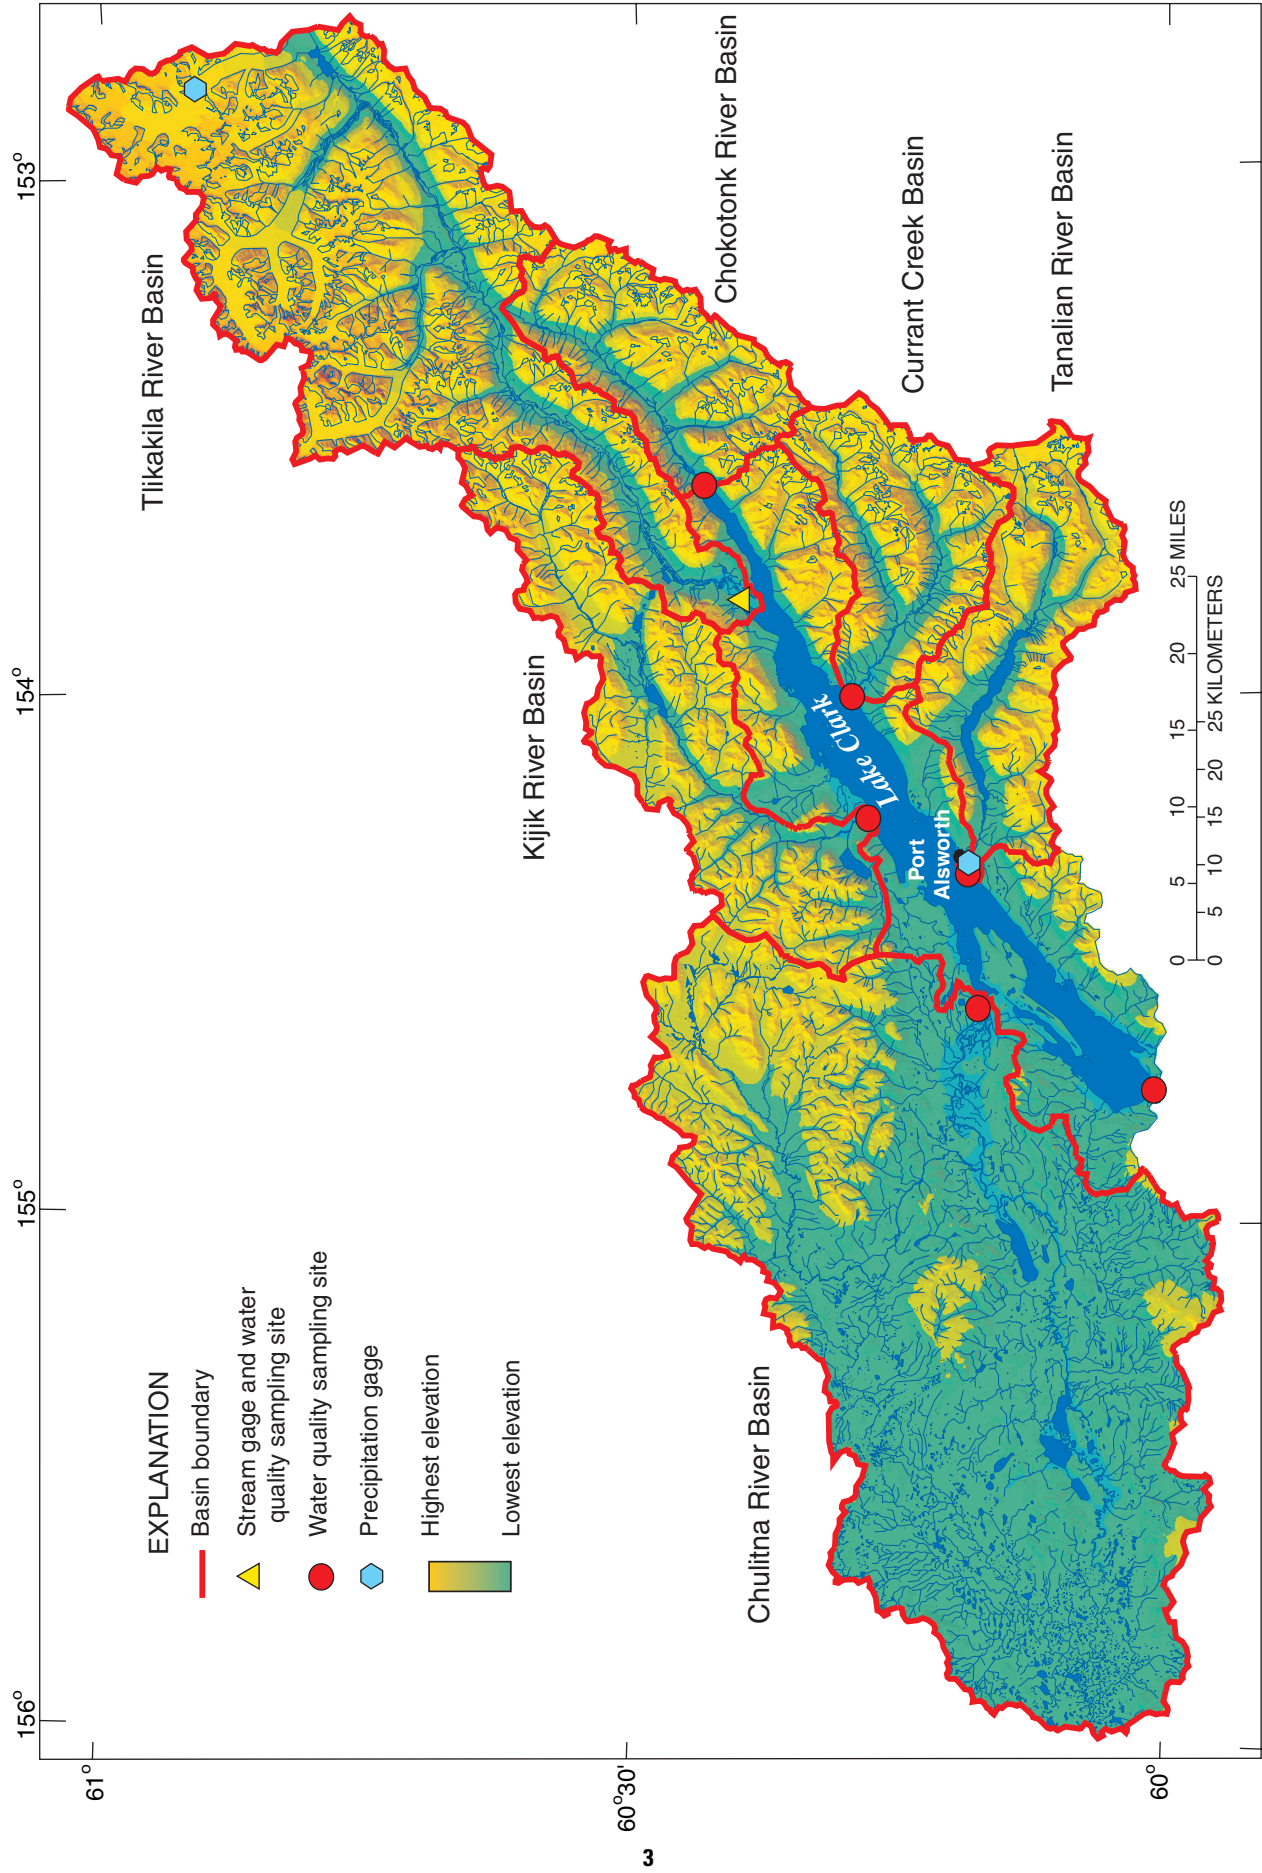 156°
155°
154°
153°
61°
60°30'
60°
Tlikakila River Basin
Kijik River Basin
Chokotonk River Basin
Currant Creek Basin
Tanalian River Basin
Chulitna River Basin
Lake Clark
Port
Alsworth
EXPLANATION
Basin boundary
Stream gage and water
quality sampling site
Water quality sampling site
Precipitation gage
Highest elevation
Lowest elevation
0 5 10 15 20 25 MILES
0 5 10 15 20 25 KILOMETERS
3